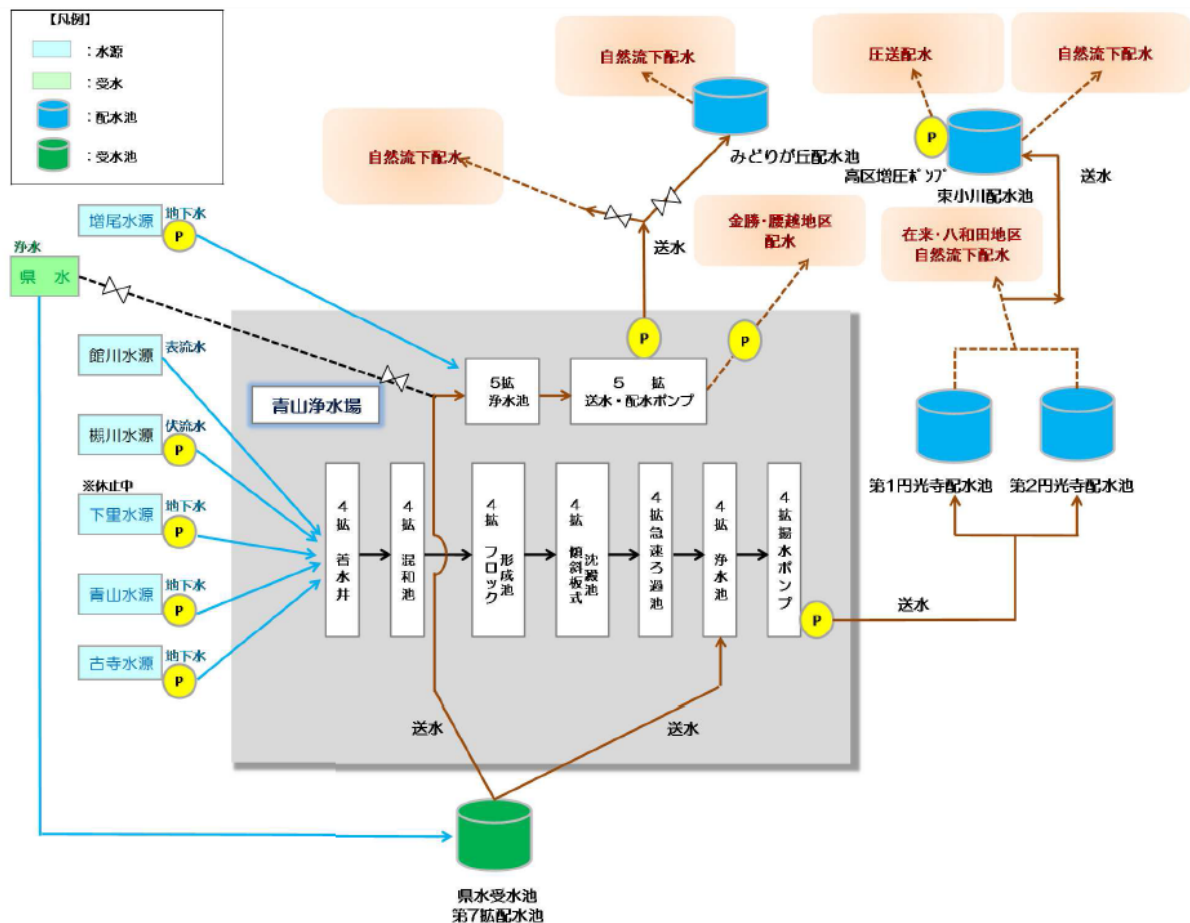 【凡例】
：水源
：受水
：配水池
：受水池
自然流下配水
圧送配水
自然流下配水
自然流下配水
P
みどりが丘配水池
高区増圧ﾎﾟﾝﾌﾟ
東小川配水池
送水
増尾水源
地下水
P
浄水
県 水
送水
金勝・腰越地区
配水
在来・八和田地区
自然流下配水
P
P
館川水源
表流水
青山浄水場
5拡
浄水池
5 拡
送水・配水ポンプ
槻川水源
伏流水
P
※休止中
下里水源
地下水
P
青山水源
地下水
P
古寺水源
地下水
P
4拡 着水井
4拡 混和池
4拡 フロック形成池
4拡 傾斜板式沈澱池
4拡急速ろ過池
4拡 浄水池
4拡揚水ポンプ
P
第1円光寺配水池
第2円光寺配水池
送水
送水
送水
県水受水池
第7拡配水池